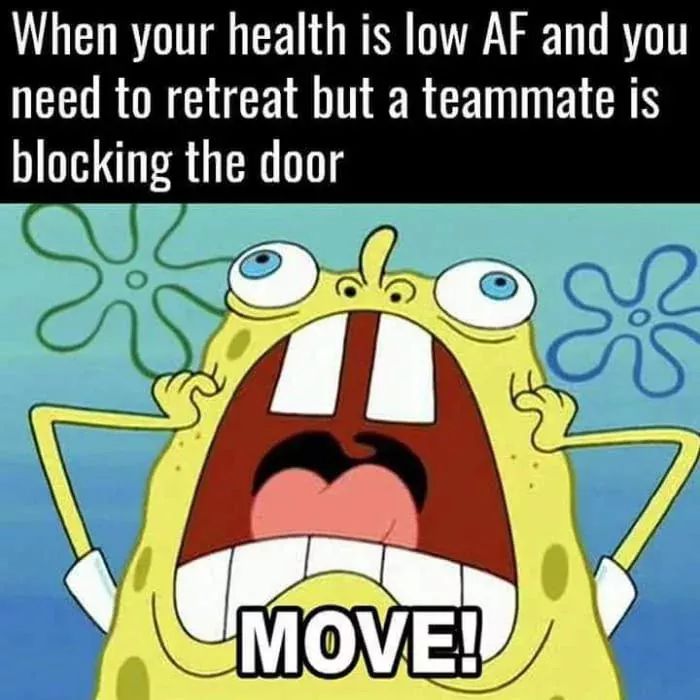 When your health is low AF and you
need to retreat but a teammate is
blocking the door
MOVE!